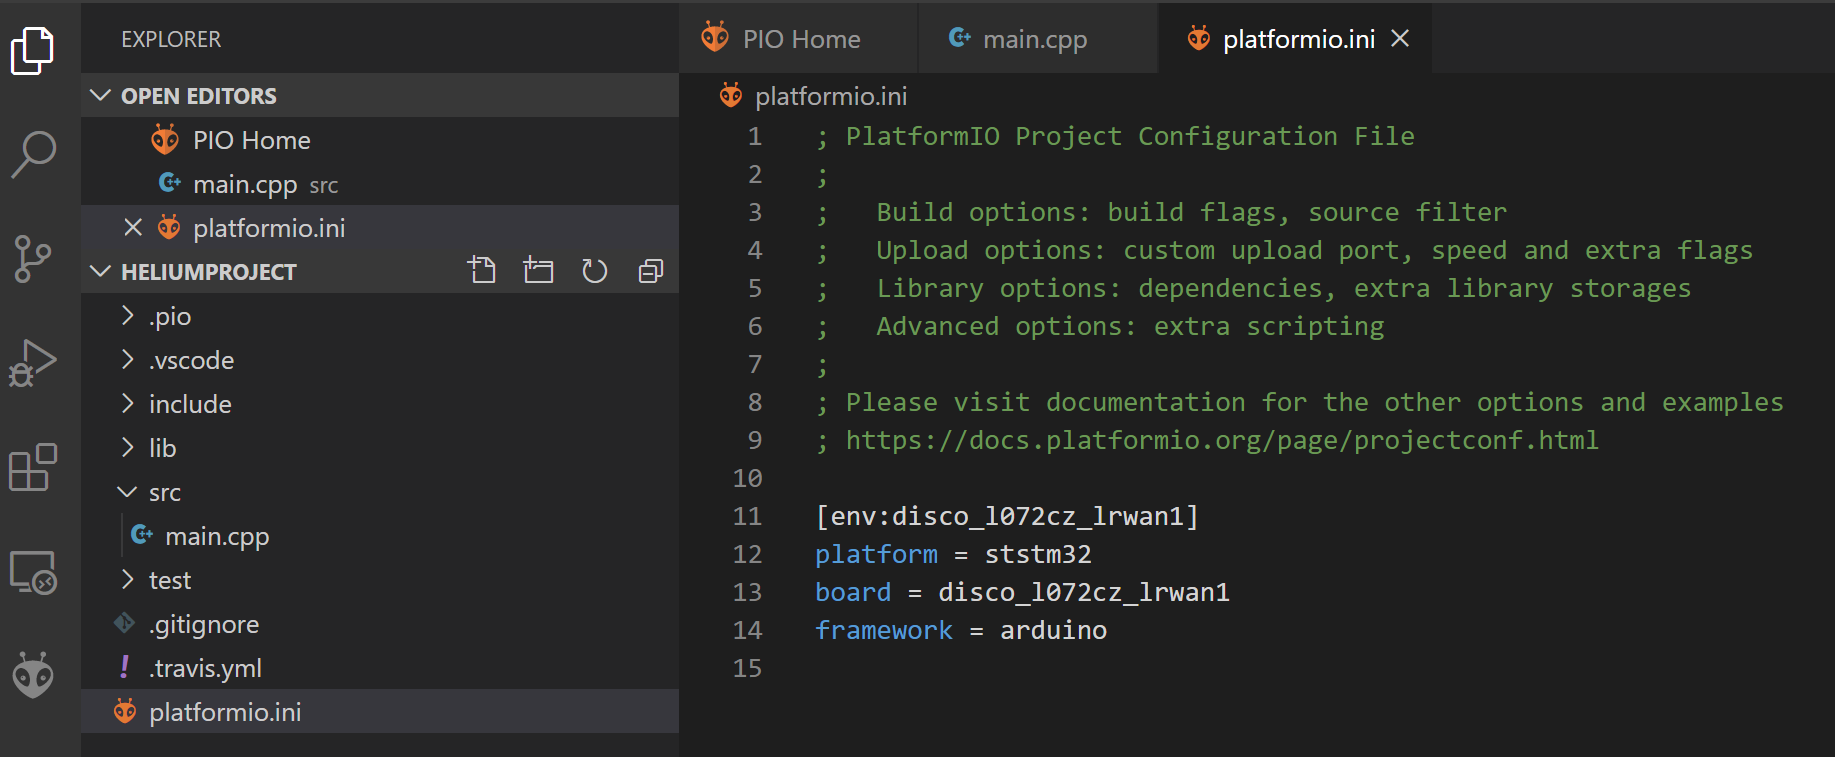 EXPLORER
OPEN EDITORS
PIO Home
main.cpp src
platformio.ini
HELIUMPROJECT
.pio
.vscode
include
lib
src
main.cpp
test
.gitignore
! .travis.yml
platformio.ini
PIO Home
main.cpp
platformio.ini
platformio.ini
1 ; PlatformIO Project Configuration File
2 ;
3 ;   Build options: build flags, source filter
4 ;   Upload options: custom upload port, speed and extra flags
5 ;   Library options: dependencies, extra library storages
6 ;   Advanced options: extra scripting
7 ;
8 ; Please visit documentation for the other options and examples
9 ; https://docs.platformio.org/page/projectconf.html
10
11 [env:disco_l072cz_lrwan1]
12 platform = ststm32
13 board = disco_l072cz_lrwan1
14 framework = arduino
15